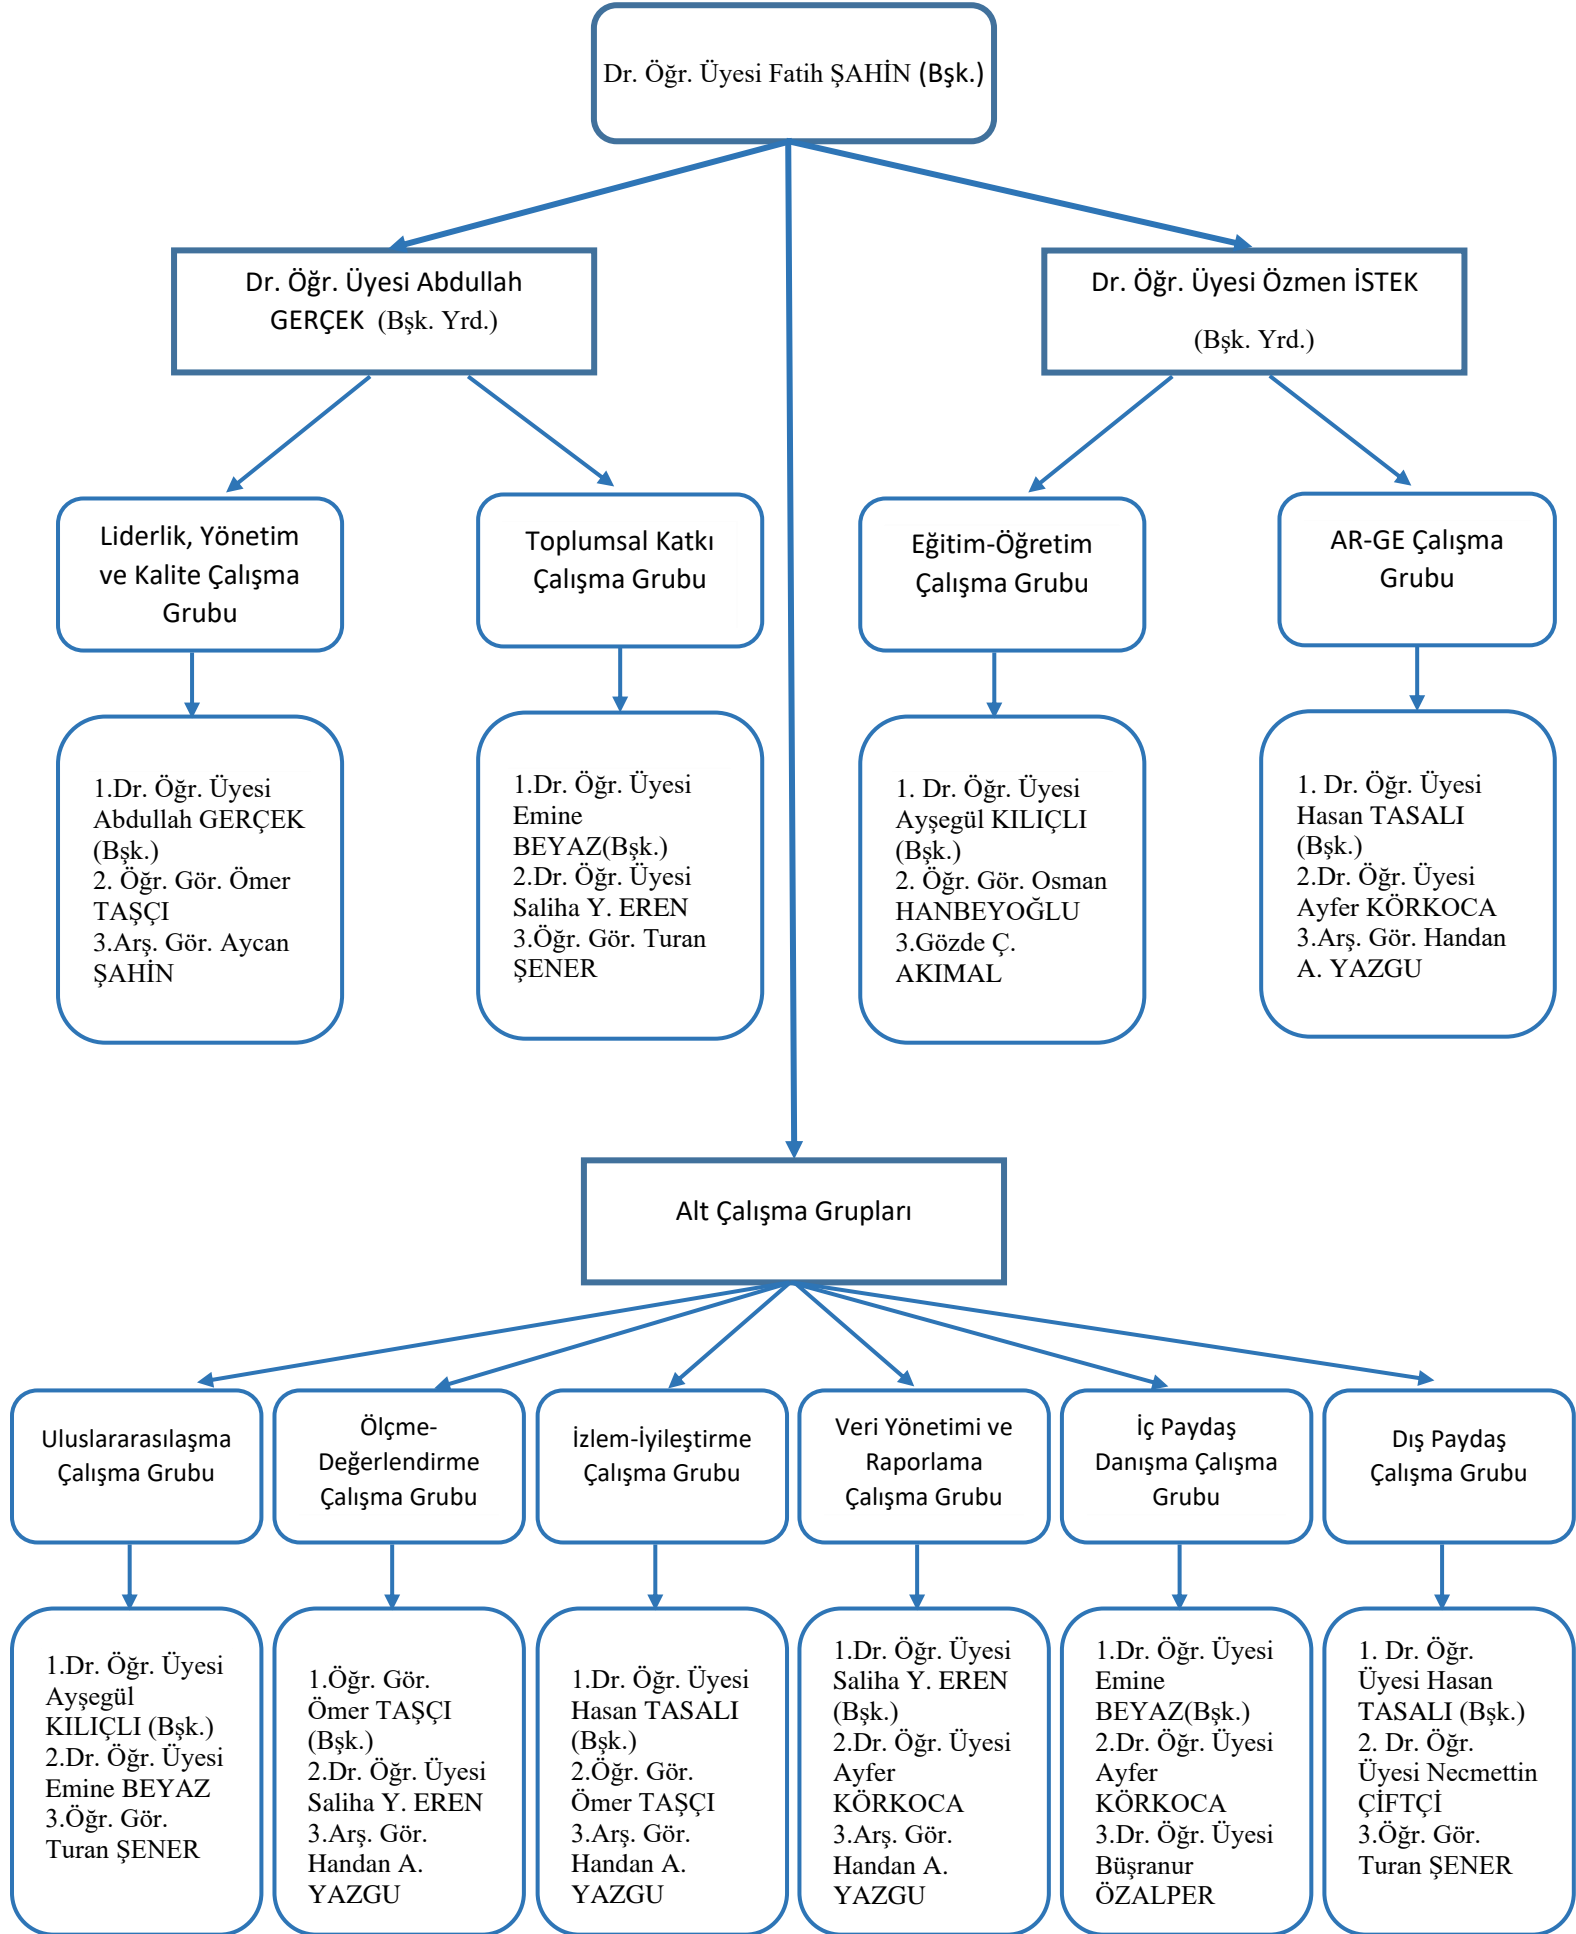 Dr. Öğr. Üyesi Fatih ŞAHİN (Bşk.)
Dr. Öğr. Üyesi Abdullah
GERÇEK (Bşk. Yrd.)
Dr. Öğr. Üyesi Özmen İSTEK
(Bşk. Yrd.)
Liderlik, Yönetim
ve Kalite Çalışma
Grubu
Toplumsal Katkı
Çalışma Grubu
Eğitim-Öğretim
Çalışma Grubu
AR-GE Çalışma
Grubu
1.Dr. Öğr. Üyesi
Abdullah GERÇEK
(Bşk.)
2. Öğr. Gör. Ömer
TAŞÇI
3.Arş. Gör. Aycan
ŞAHİN
1.Dr. Öğr. Üyesi
Emine
BEYAZ(Bşk.)
2.Dr. Öğr. Üyesi
Saliha Y. EREN
3.Öğr. Gör. Turan
ŞENER
1. Dr. Öğr. Üyesi
Ayşegül KILIÇLI
(Bşk.)
2. Öğr. Gör. Osman
HANBEYOĞLU
3.Gözde Ç.
AKIMAL
1. Dr. Öğr. Üyesi
Hasan TASALI
(Bşk.)
2.Dr. Öğr. Üyesi
Ayfer KÖRKOCA
3.Arş. Gör. Handan
A. YAZGU
Alt Çalışma Grupları
Uluslararasılaşma
Çalışma Grubu
Ölçme-
Değerlendirme
Çalışma Grubu
İzlem-İyileştirme
Çalışma Grubu
Veri Yönetimi ve
Raporlama
Çalışma Grubu
İç Paydaş
Danışma Çalışma
Grubu
Dış Paydaş
Çalışma Grubu
1.Dr. Öğr. Üyesi
Ayşegül
KILIÇLI (Bşk.)
2.Dr. Öğr. Üyesi
Emine BEYAZ
3.Öğr. Gör.
Turan ŞENER
1.Öğr. Gör.
Ömer TAŞÇI
(Bşk.)
2.Dr. Öğr. Üyesi
Saliha Y. EREN
3.Arş. Gör.
Handan A.
YAZGU
1.Dr. Öğr. Üyesi
Hasan TASALI
(Bşk.)
2.Öğr. Gör.
Ömer TAŞÇI
3.Arş. Gör.
Handan A.
YAZGU
1.Dr. Öğr. Üyesi
Saliha Y. EREN
(Bşk.)
2.Dr. Öğr. Üyesi
Ayfer
KÖRKOCA
3.Arş. Gör.
Handan A.
YAZGU
1.Dr. Öğr. Üyesi
Emine
BEYAZ(Bşk.)
2.Dr. Öğr. Üyesi
Ayfer
KÖRKOCA
3.Dr. Öğr. Üyesi
Büşranur
ÖZALPER
1. Dr. Öğr.
Üyesi Hasan
TASALI (Bşk.)
2. Dr. Öğr.
Üyesi Necmettin
ÇİFTÇİ
3.Öğr. Gör.
Turan ŞENER